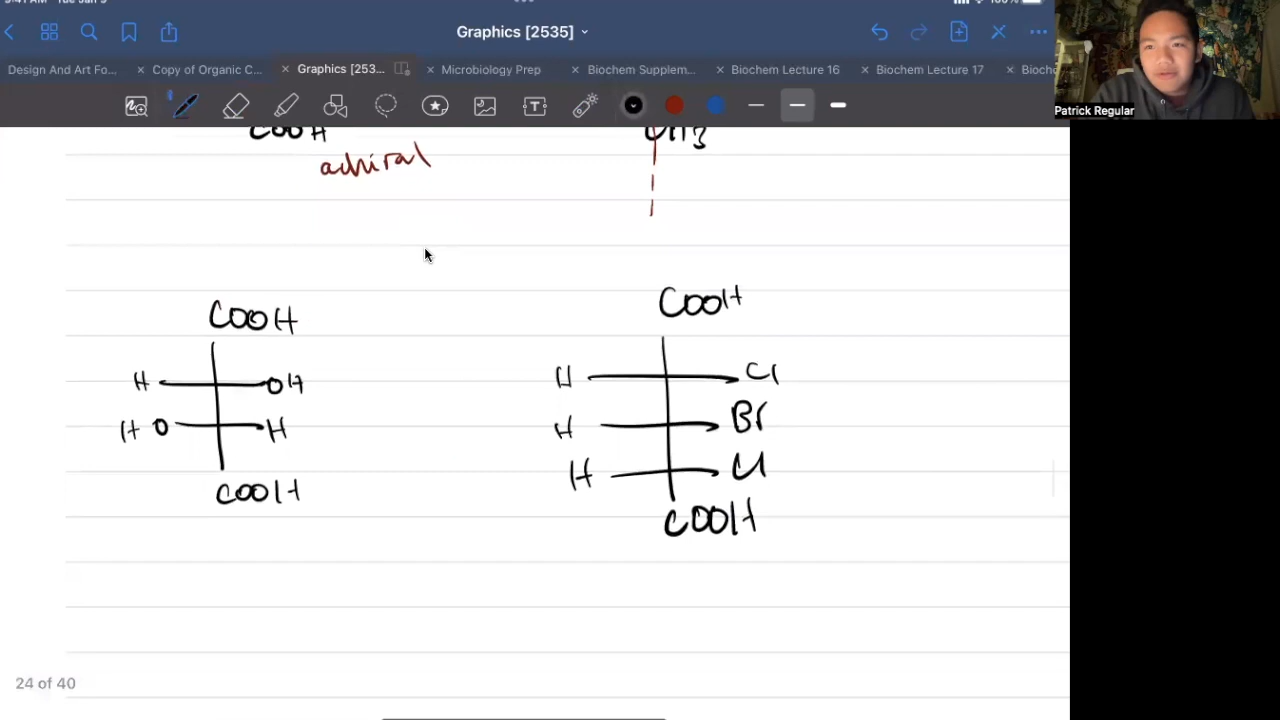 Graphics [2535]
Design And Art Fo...
Copy of Organic C...
Graphics [253...
Microbiology Prep
Biochem Supplem...
Biochem Lecture 16
Biochem Lecture 17
Patrick Regular
COOH
achiral
CH3
COOH
H OH
HO H
COOH
COOH
H Cl
H Br
H Cl
COOH
24 of 40